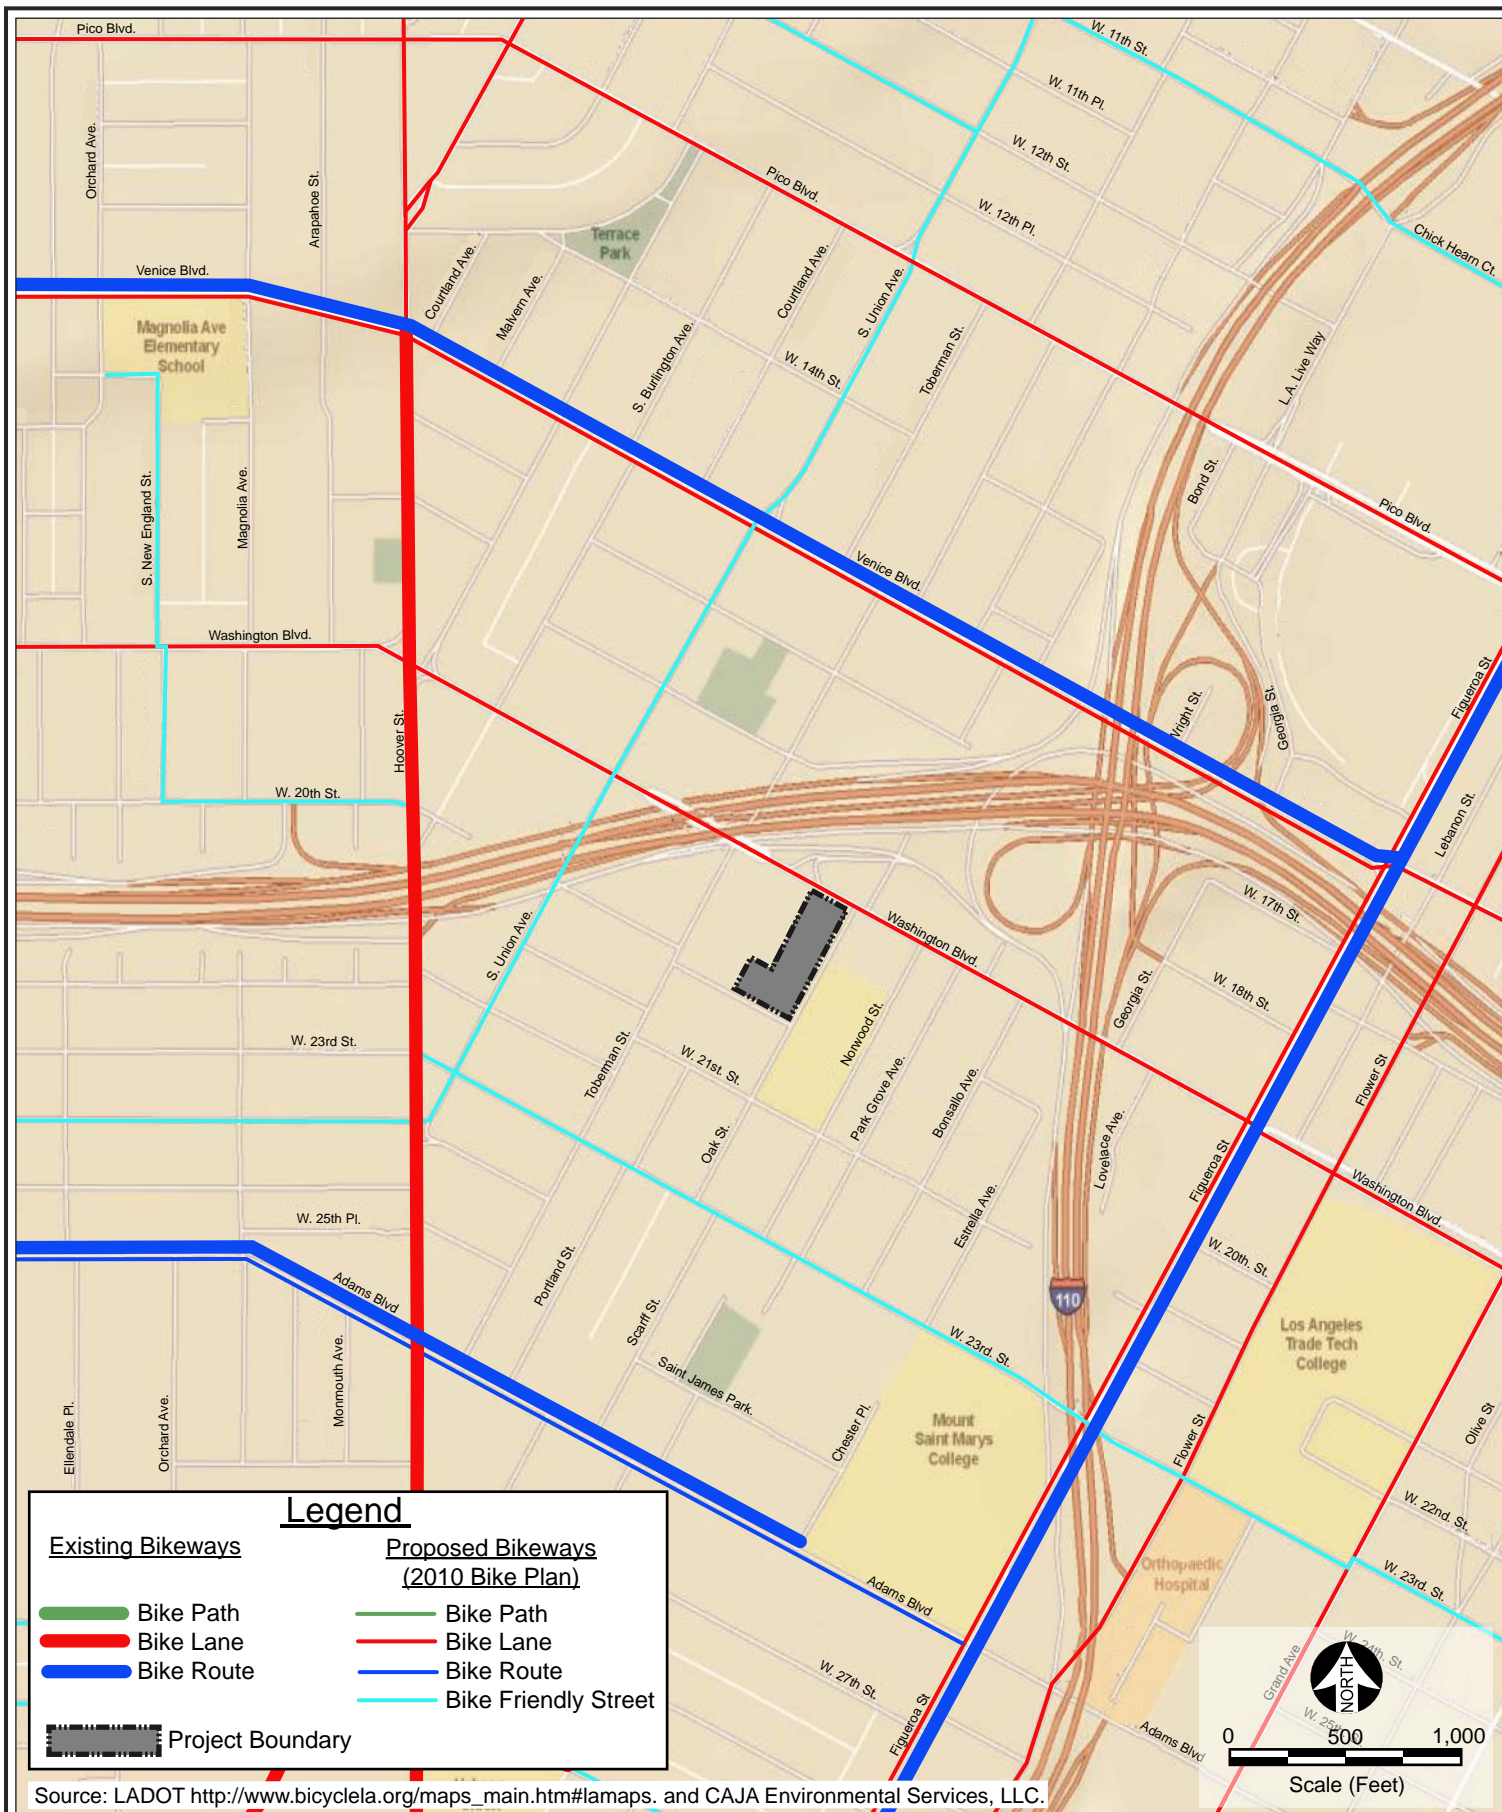 Pico Blvd.
W. 11th St.
W. 11th Pl.
Orchard Ave.
Arapahoe St.
W. 12th St.
Pico Blvd.
W. 12th Pl.
Terrace
Park
Chick Hearn Ct.
Venice Blvd.
Courtland Ave.
Malvern Ave.
Courtland Ave.
S. Union Ave.
Magnolia Ave
Elementary
School
S. Burlington Ave.
W. 14th St.
Toberman St.
L.A. Live Way
Bond St.
Pico Blvd.
S. New England St.
Magnolia Ave.
Venice Blvd.
Washington Blvd.
Hoover St.
Wright St.
Georgia St.
Figueroa St
W. 20th St.
Lebanon St.
W. 17th St.
Washington Blvd.
S. Union Ave.
W. 18th St.
Georgia St.
Norwood St.
W. 23rd St.
Toberman St.
W. 21st. St.
Park Grove Ave.
Bonsallo Ave.
Flower St
Oak St.
Lovelace Ave.
Figueroa St
Washington Blvd.
W. 25th Pl.
Estrella Ave.
W. 20th. St.
Adams Blvd
Portland St.
110
Scarff St.
W. 23rd. St.
Los Angeles
Trade Tech
College
Monmouth Ave.
Saint James Park.
Ellendale Pl.
Orchard Ave.
Chester Pl.
Mount
Saint Marys
College
Flower St
Olive St
W. 22nd. St.
Orthopaedic
Hospital
W. 23rd. St.
Adams Blvd
W. 27th St.
Figueroa St
Grand Ave
W. 24th. St.
Adams Blvd
Legend
Existing Bikeways
Proposed Bikeways
(2010 Bike Plan)
Bike Path
Bike Path
Bike Lane
Bike Lane
Bike Route
Bike Route
Bike Friendly Street
Project Boundary
NORTH
0 500 1,000
Scale (Feet)
Source: LADOT http://www.bicyclela.org/maps_main.htm#lamaps. and CAJA Environmental Services, LLC.